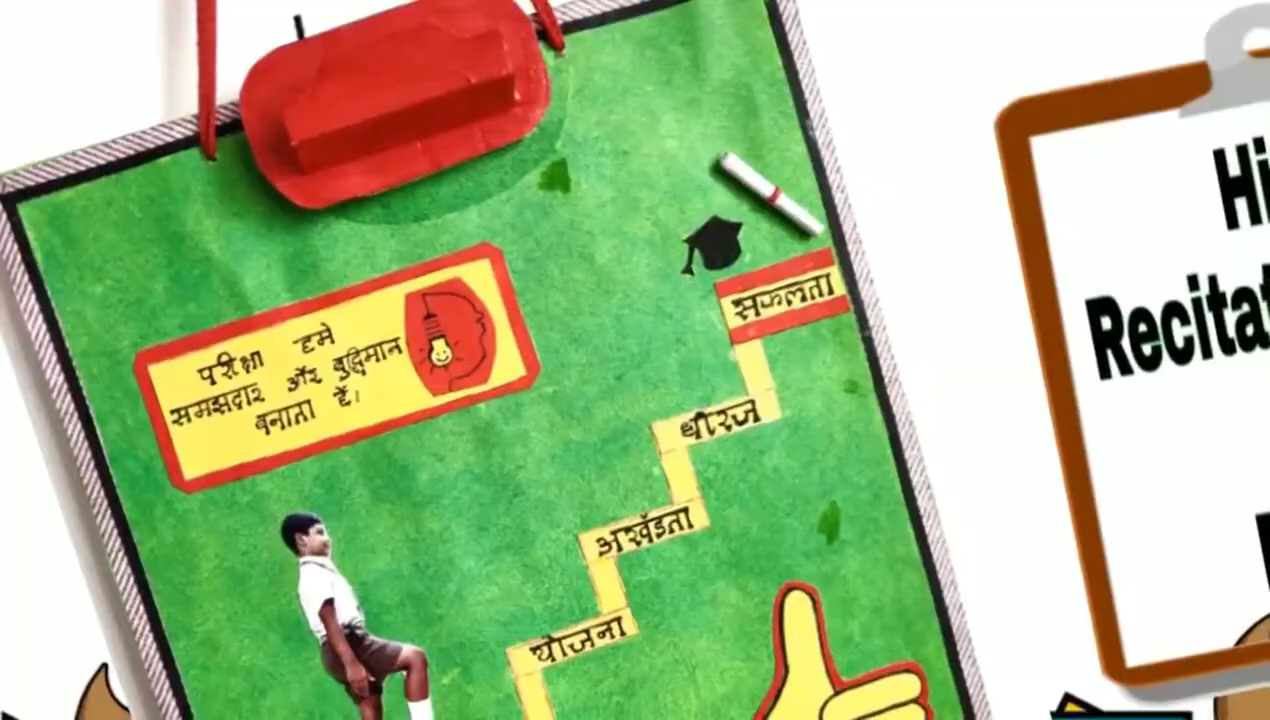 परीक्षा हमे
समझदार और बुद्धिमान
बनाता हैं।
सफलता
धीरज
अखंडता
योजना
Hi
Recitat